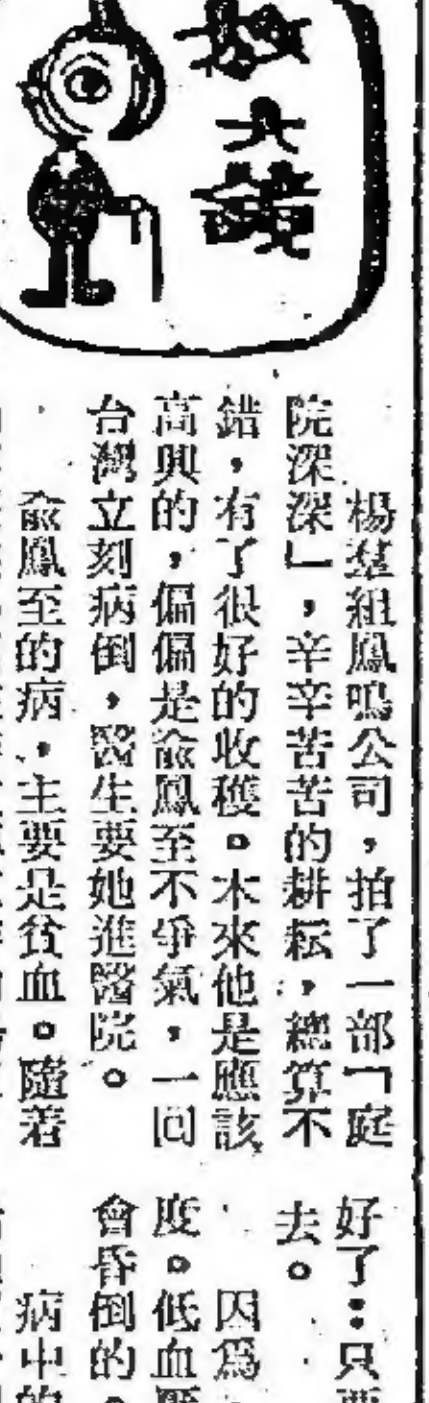 放大鏡
楊羣組鳳鳴公司，拍了一部「庭
院深深」，辛辛苦苦的耕耘，總算不
錯，有了很好的收穫。本來他是應該
高興的，偏偏是俞鳳至不爭氣，一回
台灣立刻病倒，醫生要她進醫院。
俞鳳至的病，主要是貧血。隨着
好了：只要
去。
因爲
度。低血壓
會昏倒的。
病中的